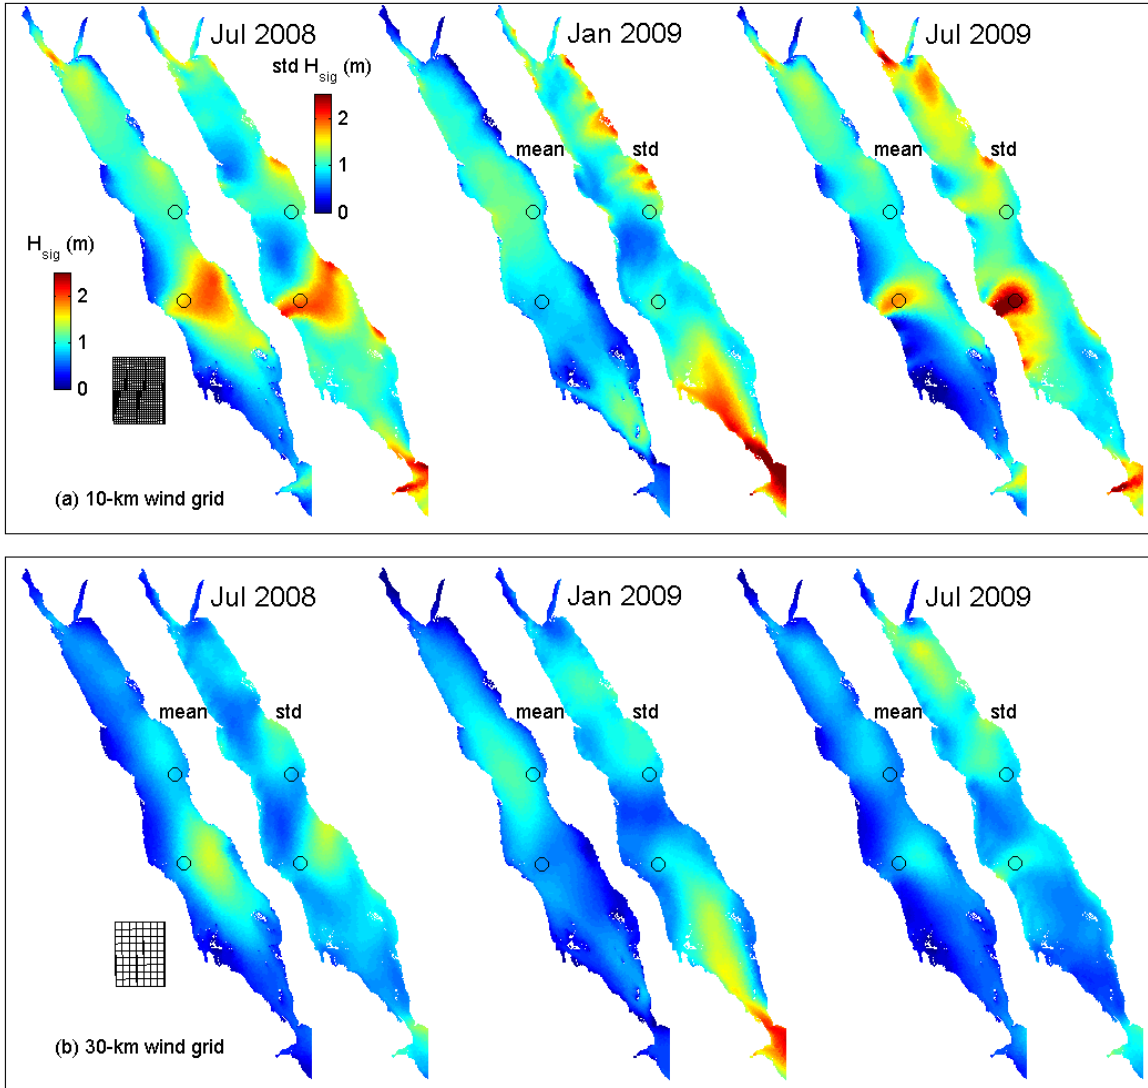 Jul 2008
Jan 2009
Jul 2009
std H_sig (m)
2
1
0
mean
std
mean
std
H_sig (m)
2
1
0
(a) 10-km wind grid
Jul 2008
Jan 2009
Jul 2009
mean
std
mean
std
mean
std
(b) 30-km wind grid